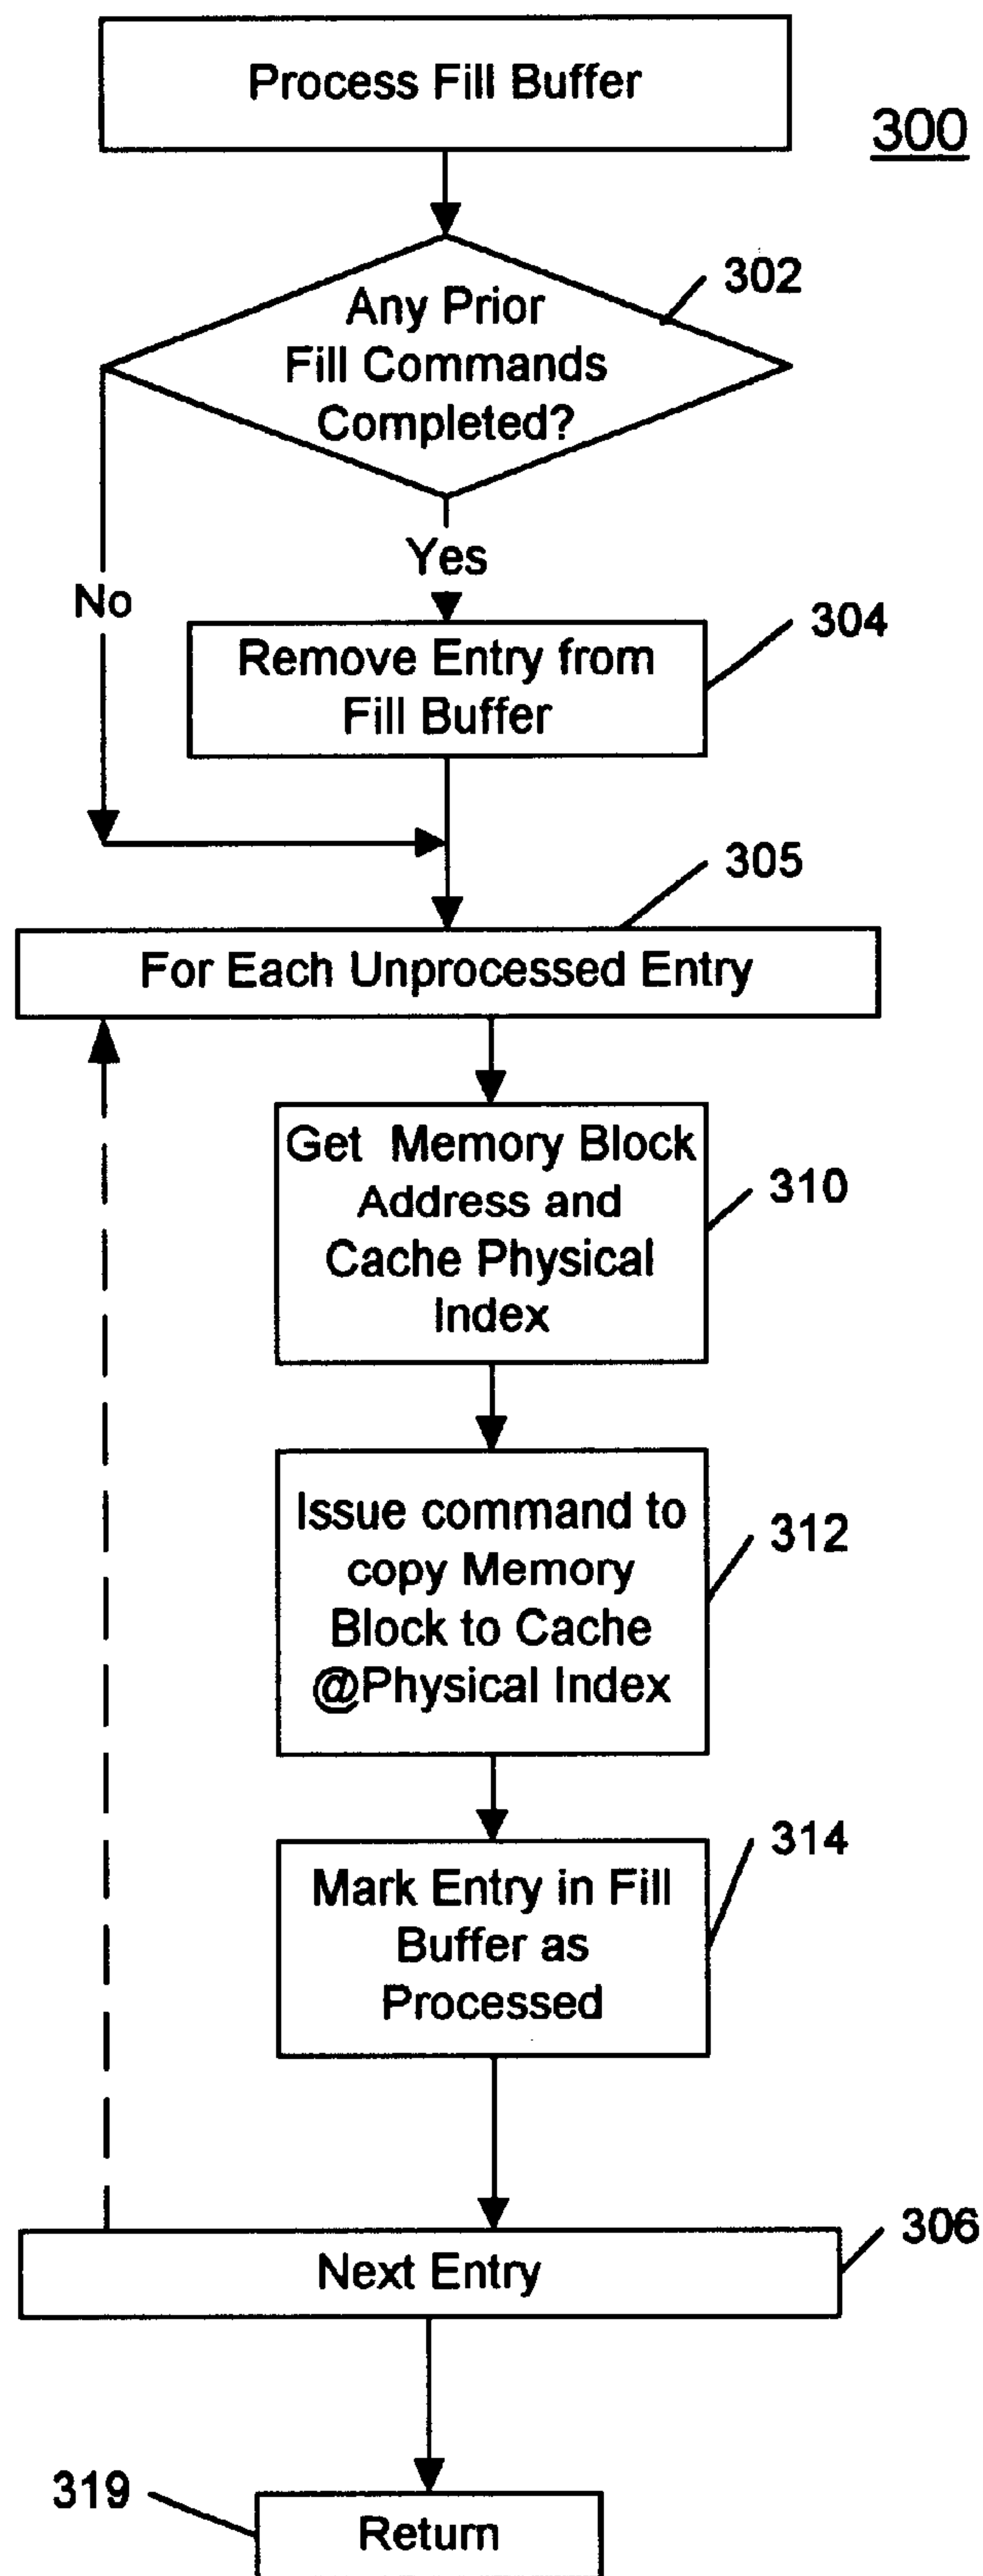 Process Fill Buffer
300
302
Any Prior
Fill Commands
Completed?
Yes
No
304
Remove Entry from
Fill Buffer
305
For Each Unprocessed Entry
Get Memory Block
Address and
Cache Physical
Index
310
Issue command to
copy Memory
Block to Cache
@Physical Index
312
314
Mark Entry in Fill
Buffer as
Processed
306
Next Entry
319
Return